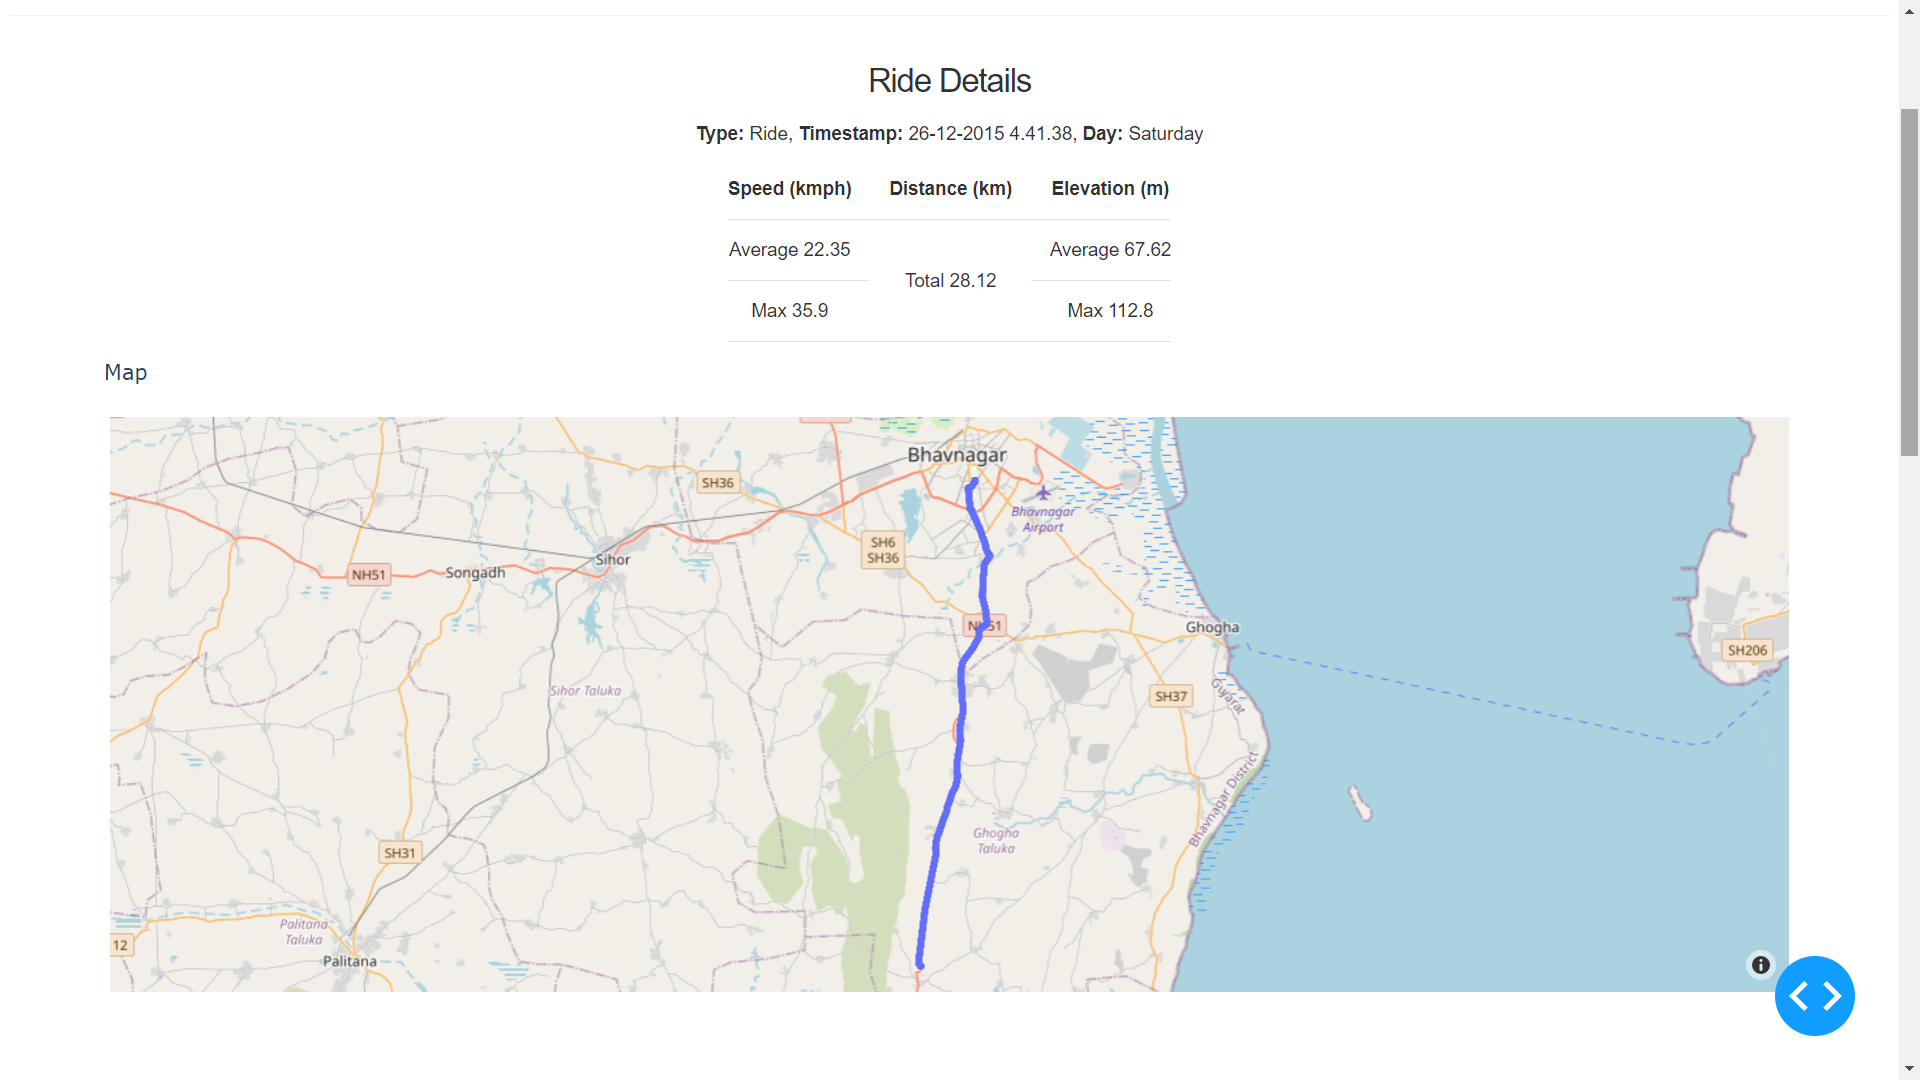 Ride Details
Type: Ride, Timestamp: 26-12-2015 4.41.38, Day: Saturday
Speed (kmph) Distance (km) Elevation (m)
Average 22.35 Average 67.62
Total 28.12
Max 35.9 Max 112.8
Map
Bhavnagar
SH36
Bhavnagar
Airport
SH6
SH36
Sihor
NH51
Songadh
NH51
Ghogha
SH206
Sihor Taluka
SH37
Gujarat
Bhavnagar District
Ghogha
Taluka
SH31
Palitana
Taluka
12
Palitana